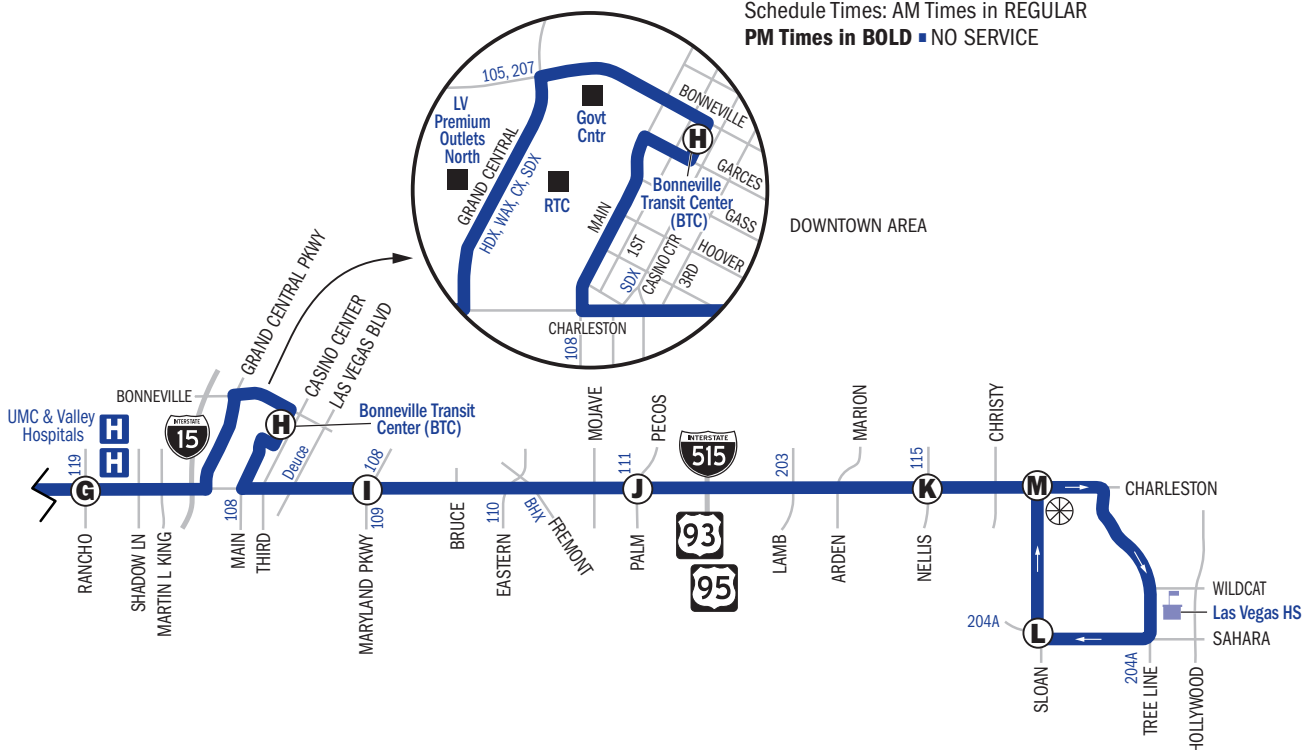 Schedule Times: AM Times in REGULAR
PM Times in BOLD ■ NO SERVICE
105, 207
LV
Premium
Outlets
North
Govt
Cntr
BONNEVILLE
H
GARCES
GRAND CENTRAL
HDX, WAX, CX, SDX
RTC
Bonneville
Transit Center
(BTC)
MAIN
GASS
1ST
SDX
CASINO CTR
3RD
HOOVER
DOWNTOWN AREA
CHARLESTON
108
GRAND CENTRAL PKWY
CASINO CENTER
LAS VEGAS BLVD
BONNEVILLE
UMC & Valley
Hospitals
H
H
INTERSTATE
15
H
Bonneville Transit
Center (BTC)
Deuce
MOJAVE
PECOS
INTERSTATE
515
MARION
CHRISTY
119
108
111
203
115
G
I
J
K
M
CHARLESTON
108
109
110
BHX
FREMONT
RANCHO
SHADOW LN
MARTIN L KING
MAIN
THIRD
MARYLAND PKWY
BRUCE
EASTERN
PALM
93
95
LAMB
ARDEN
NELLIS
WILDCAT
Las Vegas HS
204A
L
SAHARA
204A
SLOAN
TREE LINE
HOLLYWOOD